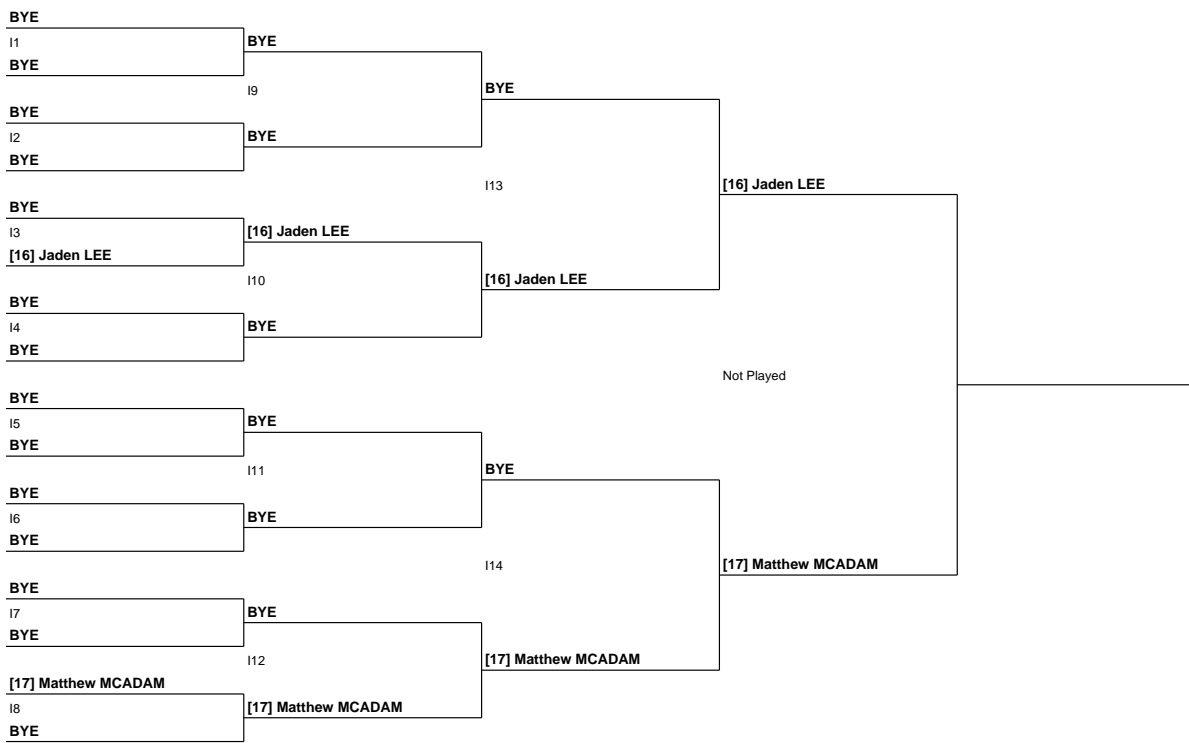 BYE
I1
BYE
BYE
I9
BYE
BYE
I2
BYE
BYE
I13
[16] Jaden LEE
BYE
I3
[16] Jaden LEE
[16] Jaden LEE
I10
[16] Jaden LEE
BYE
I4
BYE
BYE
Not Played
BYE
I5
BYE
BYE
I11
BYE
BYE
I6
BYE
BYE
I14
[17] Matthew MCADAM
BYE
I7
BYE
BYE
I12
[17] Matthew MCADAM
[17] Matthew MCADAM
I8
[17] Matthew MCADAM
BYE